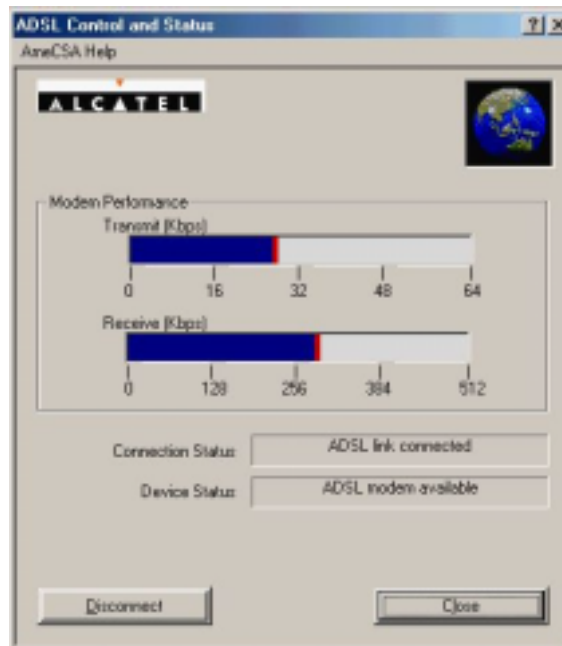 ADSL Control and Status
AmeCSA Help
ALCATEL
Modem Performance
Transmit (Kbps)
0 16 32 48 64
Receive (Kbps)
0 128 256 384 512
Connection Status ADSL link connected
Device Status ADSL modem available
Disconnect Close